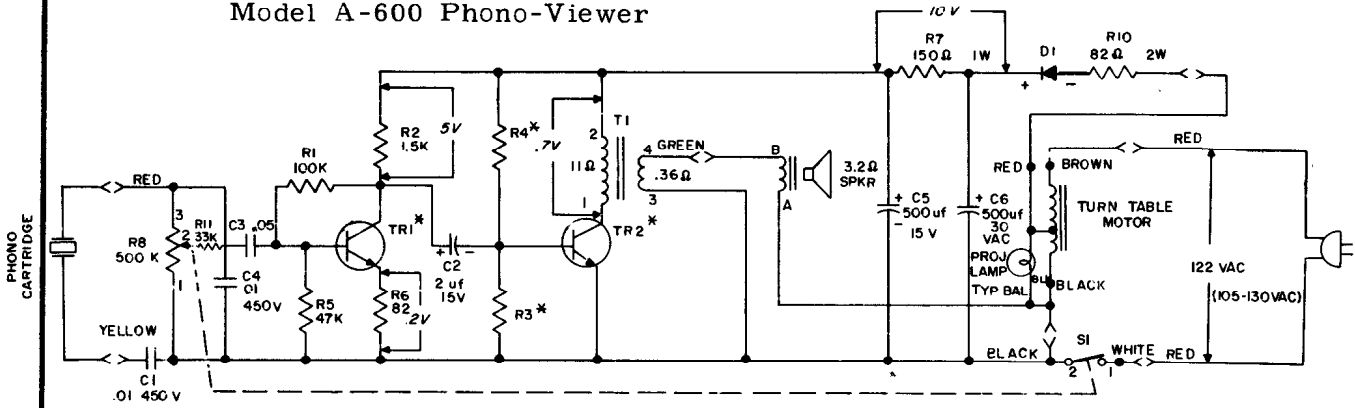 Model A-600 Phono-Viewer
10V
R7
150Ω
1W
D1
R10
82Ω
2W
+
-
R2
1.5K
.5V
R4*
.7V
T1
2
11Ω
1
4
GREEN
.36Ω
3
B
A
3.2Ω
SPKR
RED
BROWN
RED
R1
100K
RED
3
2
R11
33K
C3
.05
R8
500 K
1
TR1*
TR2*
+
C5
500uf
-
15 V
+
C6
500uf
30
VAC
TURN TABLE
MOTOR
PHONO
CARTRIDGE
C4
.01
450V
+
-
C2
2 uf
15V
PROJ
LAMP
TYP BAL
BLACK
122 VAC
(105-130VAC)
R5
47K
R6
82
.2V
R3*
YELLOW
C1
.01 450V
BLACK
S1
2
1
WHITE
RED